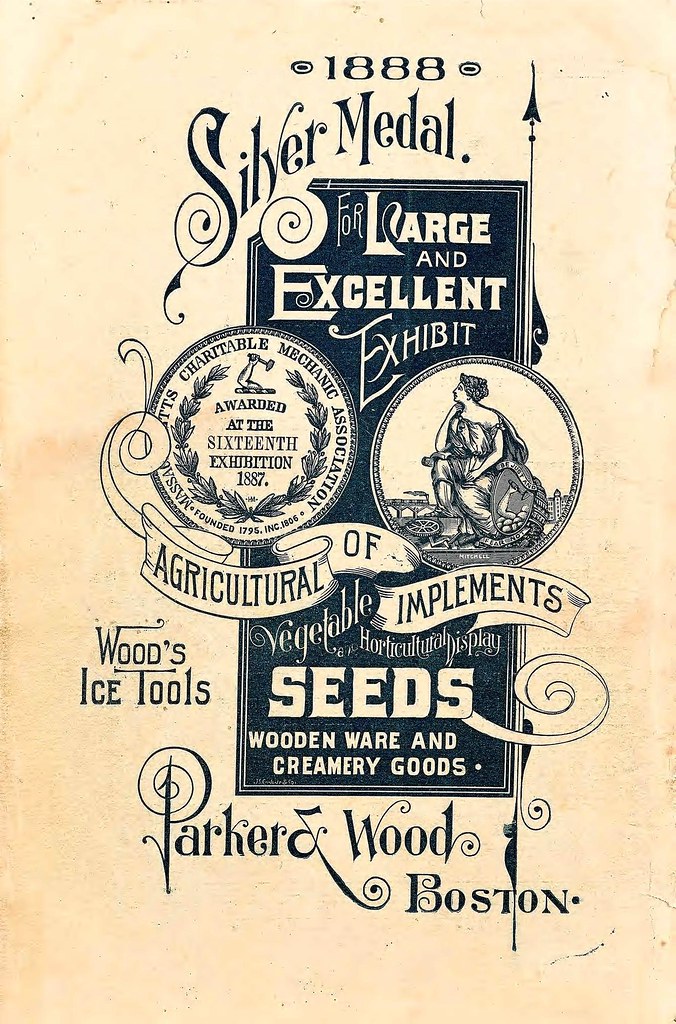 1888
Silver Medal.
FOR LARGE
AND
EXCELLENT
EXHIBIT
MASSACHUSETTS CHARITABLE MECHANIC ASSOCIATION
AWARDED
AT THE
SIXTEENTH
EXHIBITION
1887.
FOUNDED 1795. INC. 1806
MITCHELL
AGRICULTURAL OF IMPLEMENTS
Vegetable
and Horticultural Display
SEEDS
WOODEN WARE AND
CREAMERY GOODS.
WOOD'S
ICE TOOLS
Parker & Wood
BOSTON.